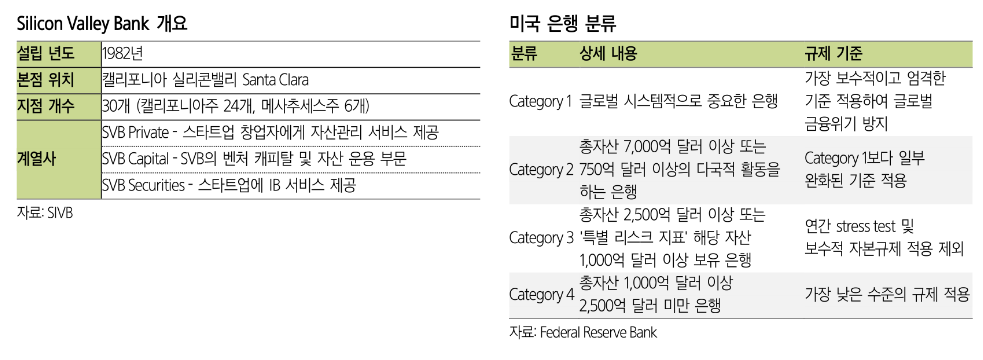 Silicon Valley Bank 개요
설립 년도 1982년
본점 위치 캘리포니아 실리콘밸리 Santa Clara
지점 개수 30개 (캘리포니아주 24개, 메사추세스주 6개)
계열사
SVB Private - 스타트업 창업자에게 자산관리 서비스 제공
SVB Capital - SVB의 벤처 캐피탈 및 자산 운용 부문
SVB Securities - 스타트업에 IB 서비스 제공
자료: SIVB
미국 은행 분류
분류 상세 내용 규제 기준
Category 1 글로벌 시스템적으로 중요한 은행
가장 보수적이고 엄격한
기준 적용하여 글로벌
금융위기 방지
Category 2
총자산 7,000억 달러 이상 또는
750억 달러 이상의 다국적 활동을
하는 은행
Category 1보다 일부
완화된 기준 적용
Category 3
총자산 2,500억 달러 이상 또는
'특별 리스크 지표' 해당 자산
1,000억 달러 이상 보유 은행
연간 stress test 및
보수적 자본규제 적용 제외
Category 4
총자산 1,000억 달러 이상
2,500억 달러 미만 은행
가장 낮은 수준의 규제 적용
자료: Federal Reserve Bank